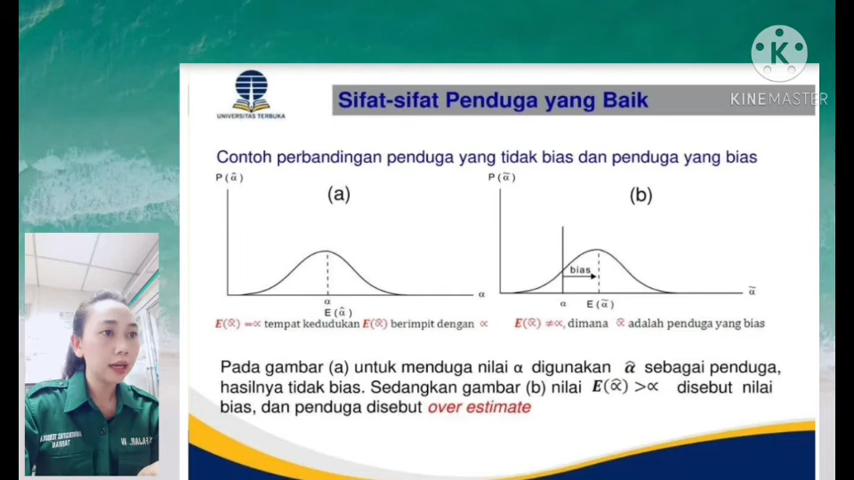 KINEMASTER
UNIVERSITAS TERBUKA
Sifat-sifat Penduga yang Baik
Contoh perbandingan penduga yang tidak bias dan penduga yang bias
P(α̂)
(a)
α
α
E(α̂)
P(α̃)
(b)
bias
α̃
α
E(α̃)
E(α̂) =∝ tempat kedudukan E(α̂) berimpit dengan ∝
E(α̂) ≠∝, dimana α̂ adalah penduga yang bias
Pada gambar (a) untuk menduga nilai α digunakan α̂ sebagai penduga,
hasilnya tidak bias. Sedangkan gambar (b) nilai E(α̂) >∝ disebut nilai
bias, dan penduga disebut over estimate